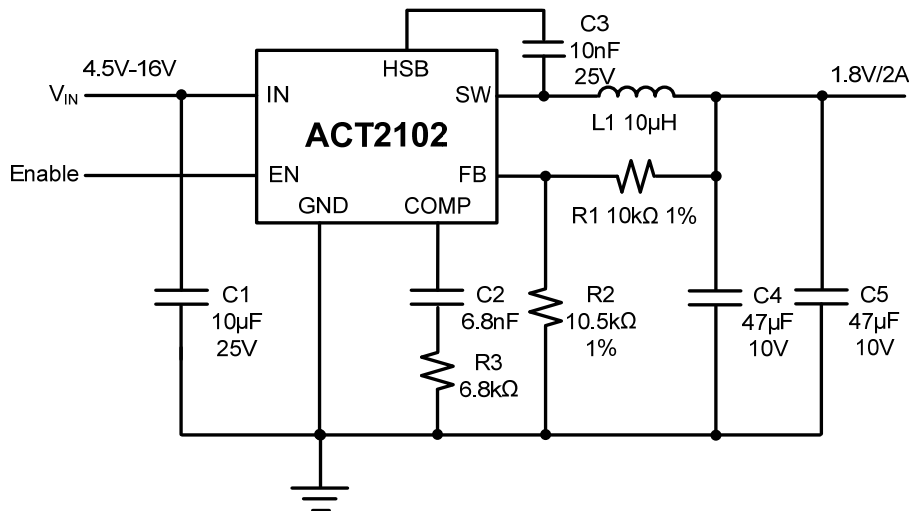 C3
10nF
25V
4.5V-16V
1.8V/2A
HSB
VIN
IN
SW
L1 10µH
ACT2102
Enable
EN
FB
GND
COMP
R1 10kΩ 1%
C1
10µF
25V
C2
6.8nF
R2
10.5kΩ
1%
C4
47µF
10V
C5
47µF
10V
R3
6.8kΩ